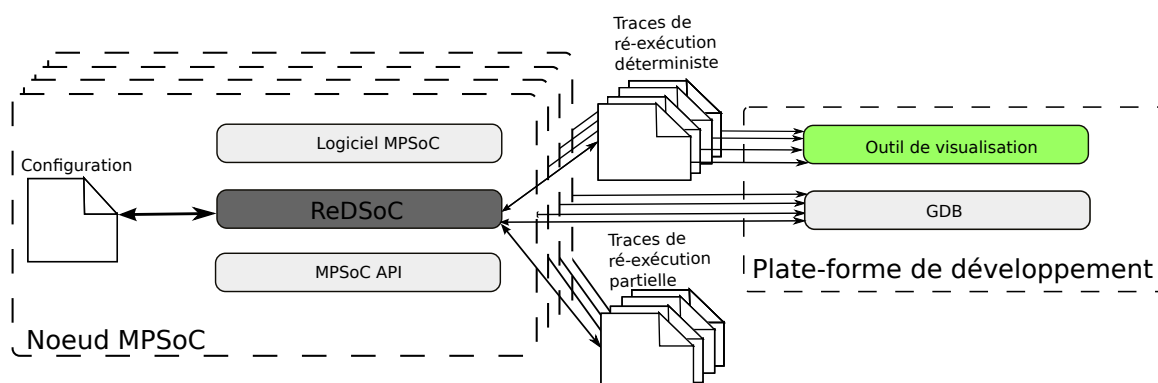 Traces de
ré-exécution
déterministe
Logiciel MPSoC
Outil de visualisation
Configuration
ReDSoC
GDB
Traces de
ré-exécution
partielle
MPSoC API
Plate-forme de développement
Noeud MPSoC